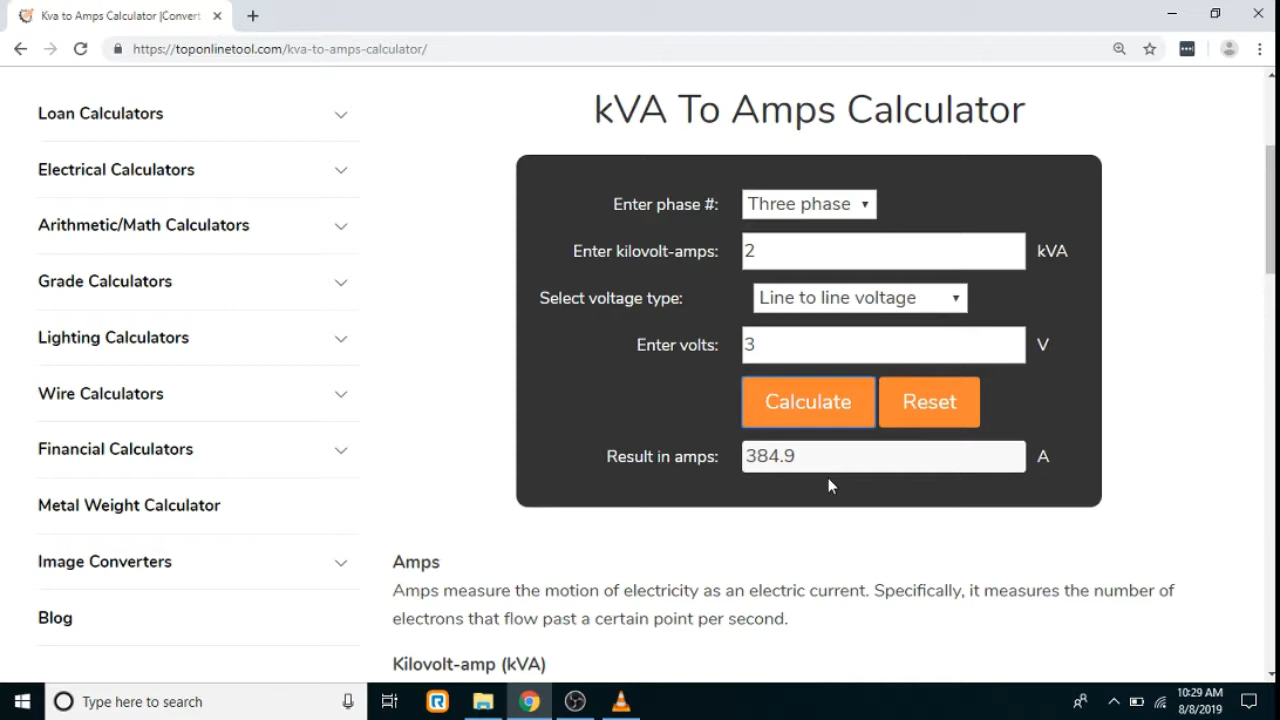 Kva to Amps Calculator |Convert
https://toponlinetool.com/kva-to-amps-calculator/
Loan Calculators
Electrical Calculators
Arithmetic/Math Calculators
Grade Calculators
Lighting Calculators
Wire Calculators
Financial Calculators
Metal Weight Calculator
Image Converters
Blog
kVA To Amps Calculator
Enter phase #: Three phase
Enter kilovolt-amps: 2 kVA
Select voltage type: Line to line voltage
Enter volts: 3 V
Calculate Reset
Result in amps: 384.9 A
Amps
Amps measure the motion of electricity as an electric current. Specifically, it measures the number of
electrons that flow past a certain point per second.
Kilovolt-amp (kVA)
Type here to search
10:29 AM
8/8/2019